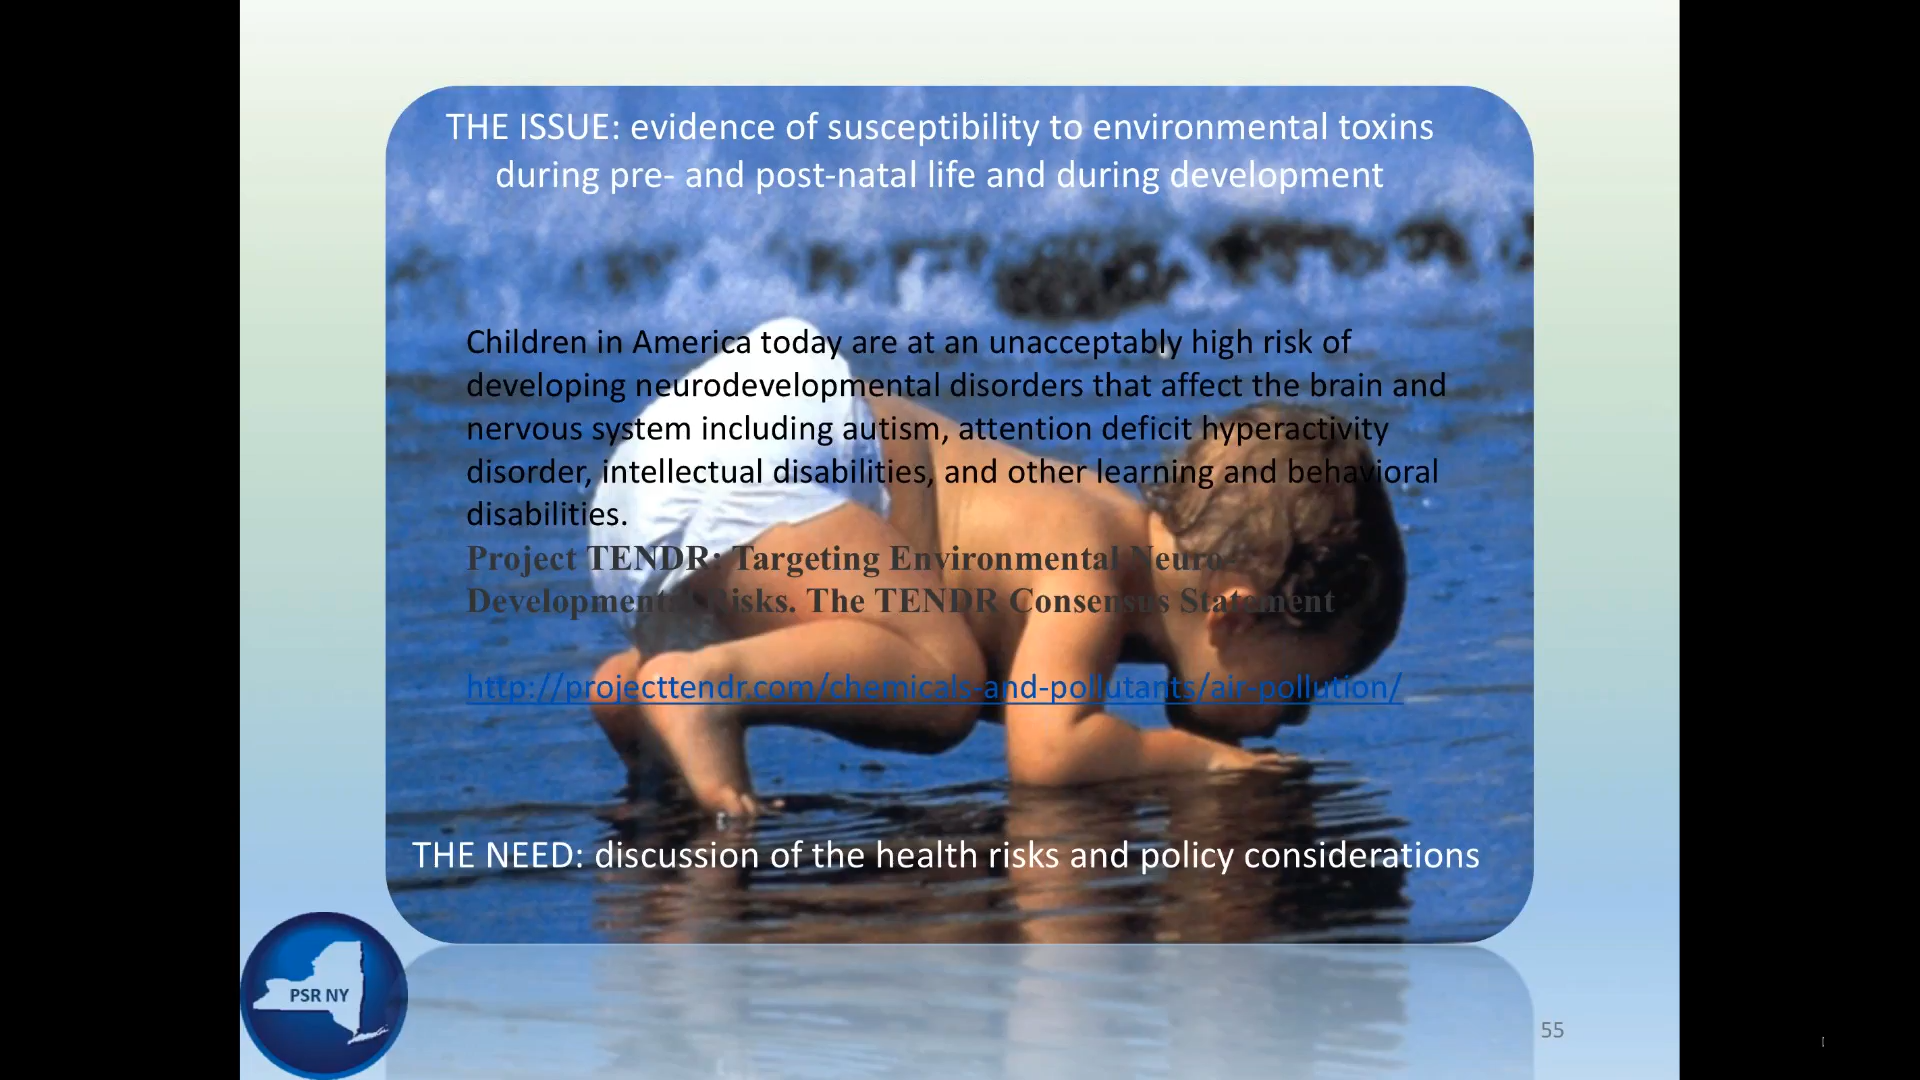 THE ISSUE: evidence of susceptibility to environmental toxins
during pre- and post-natal life and during development
Children in America today are at an unacceptably high risk of
developing neurodevelopmental disorders that affect the brain and
nervous system including autism, attention deficit hyperactivity
disorder, intellectual disabilities, and other learning and behavioral
disabilities.
Project TENDR: Targeting Environmental Neuro-
Developmental Risks. The TENDR Consensus Statement
http://projecttendr.com/chemicals-and-pollutants/air-pollution/
THE NEED: discussion of the health risks and policy considerations
PSR NY
55